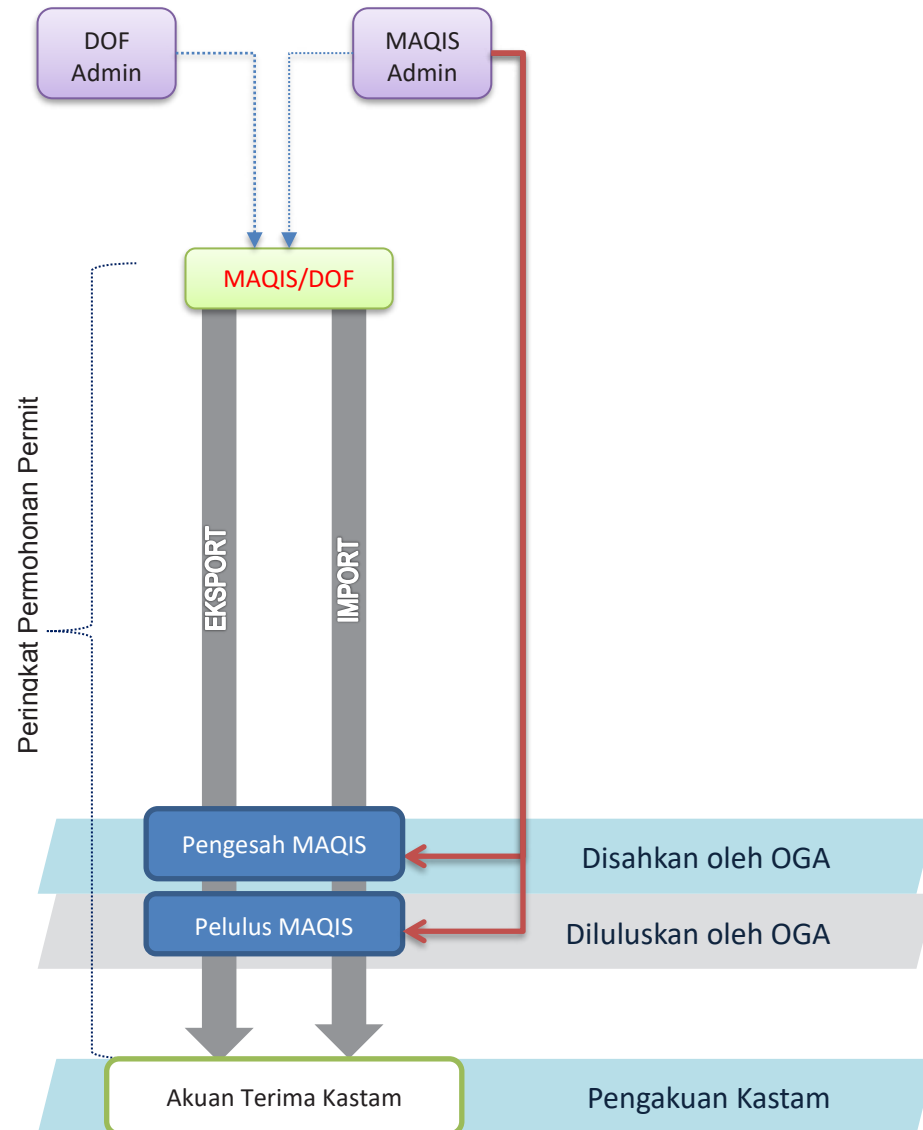 DOF
Admin
MAQIS
Admin
MAQIS/DOF
Peringkat Permohonan Permit
EKSPORT
IMPORT
Pengesah MAQIS
Disahkan oleh OGA
Pelulus MAQIS
Diluluskan oleh OGA
Akuan Terima Kastam
Pengakuan Kastam